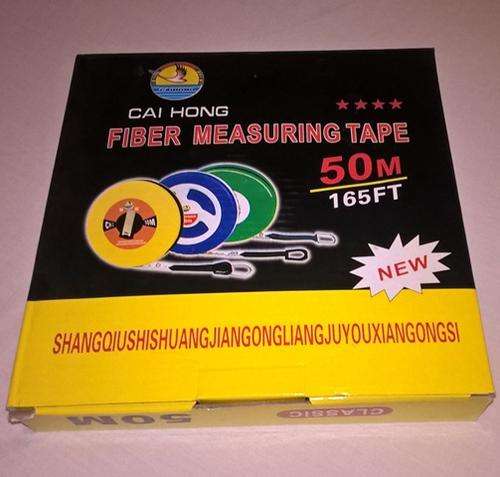 CAI HONG
FIBER MEASURING TAPE
50M
165FT
NEW
SHANGQIUSHISHUANGJIANGONGLIANGJUYOUXIANGONGSI
50M
CLASSIC